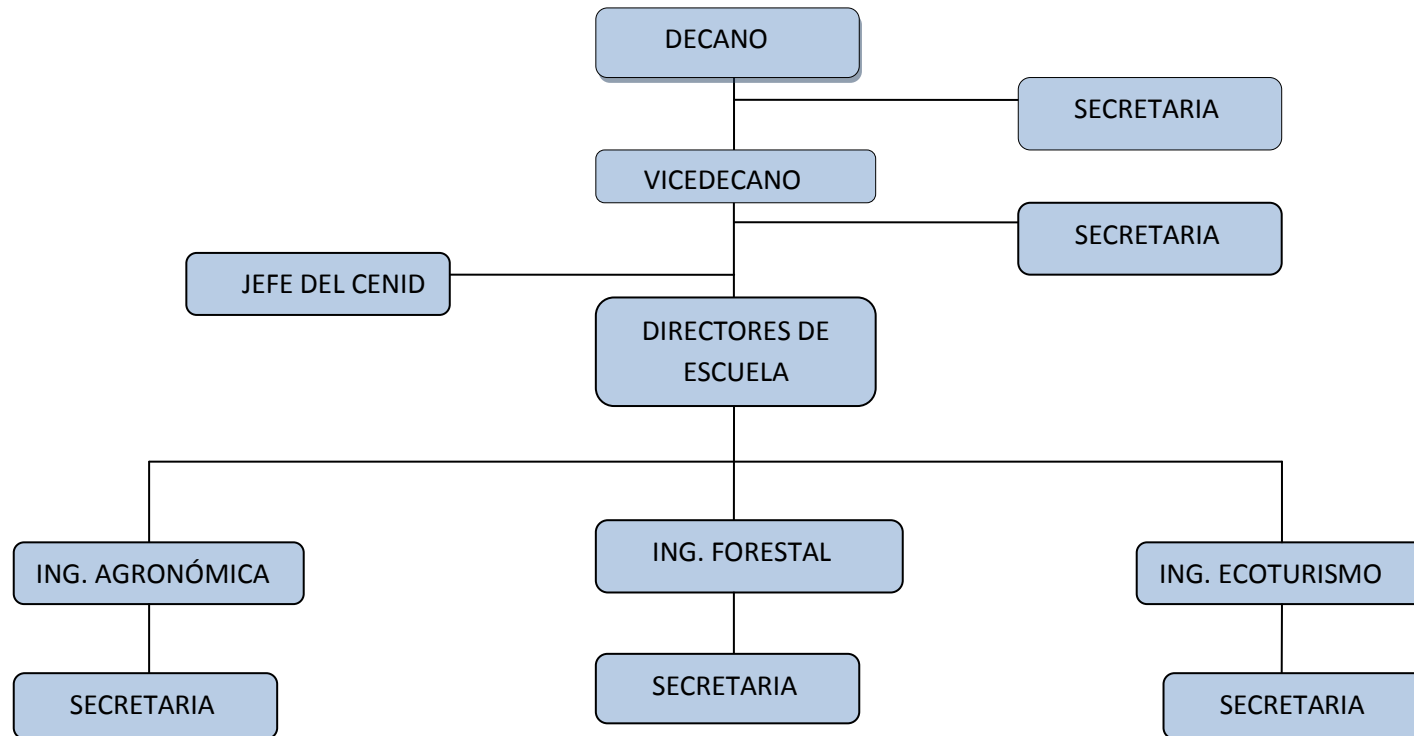 DECANO
SECRETARIA
VICEDECANO
SECRETARIA
JEFE DEL CENID
DIRECTORES DE
ESCUELA
ING. AGRONÓMICA
ING. FORESTAL
ING. ECOTURISMO
SECRETARIA
SECRETARIA
SECRETARIA